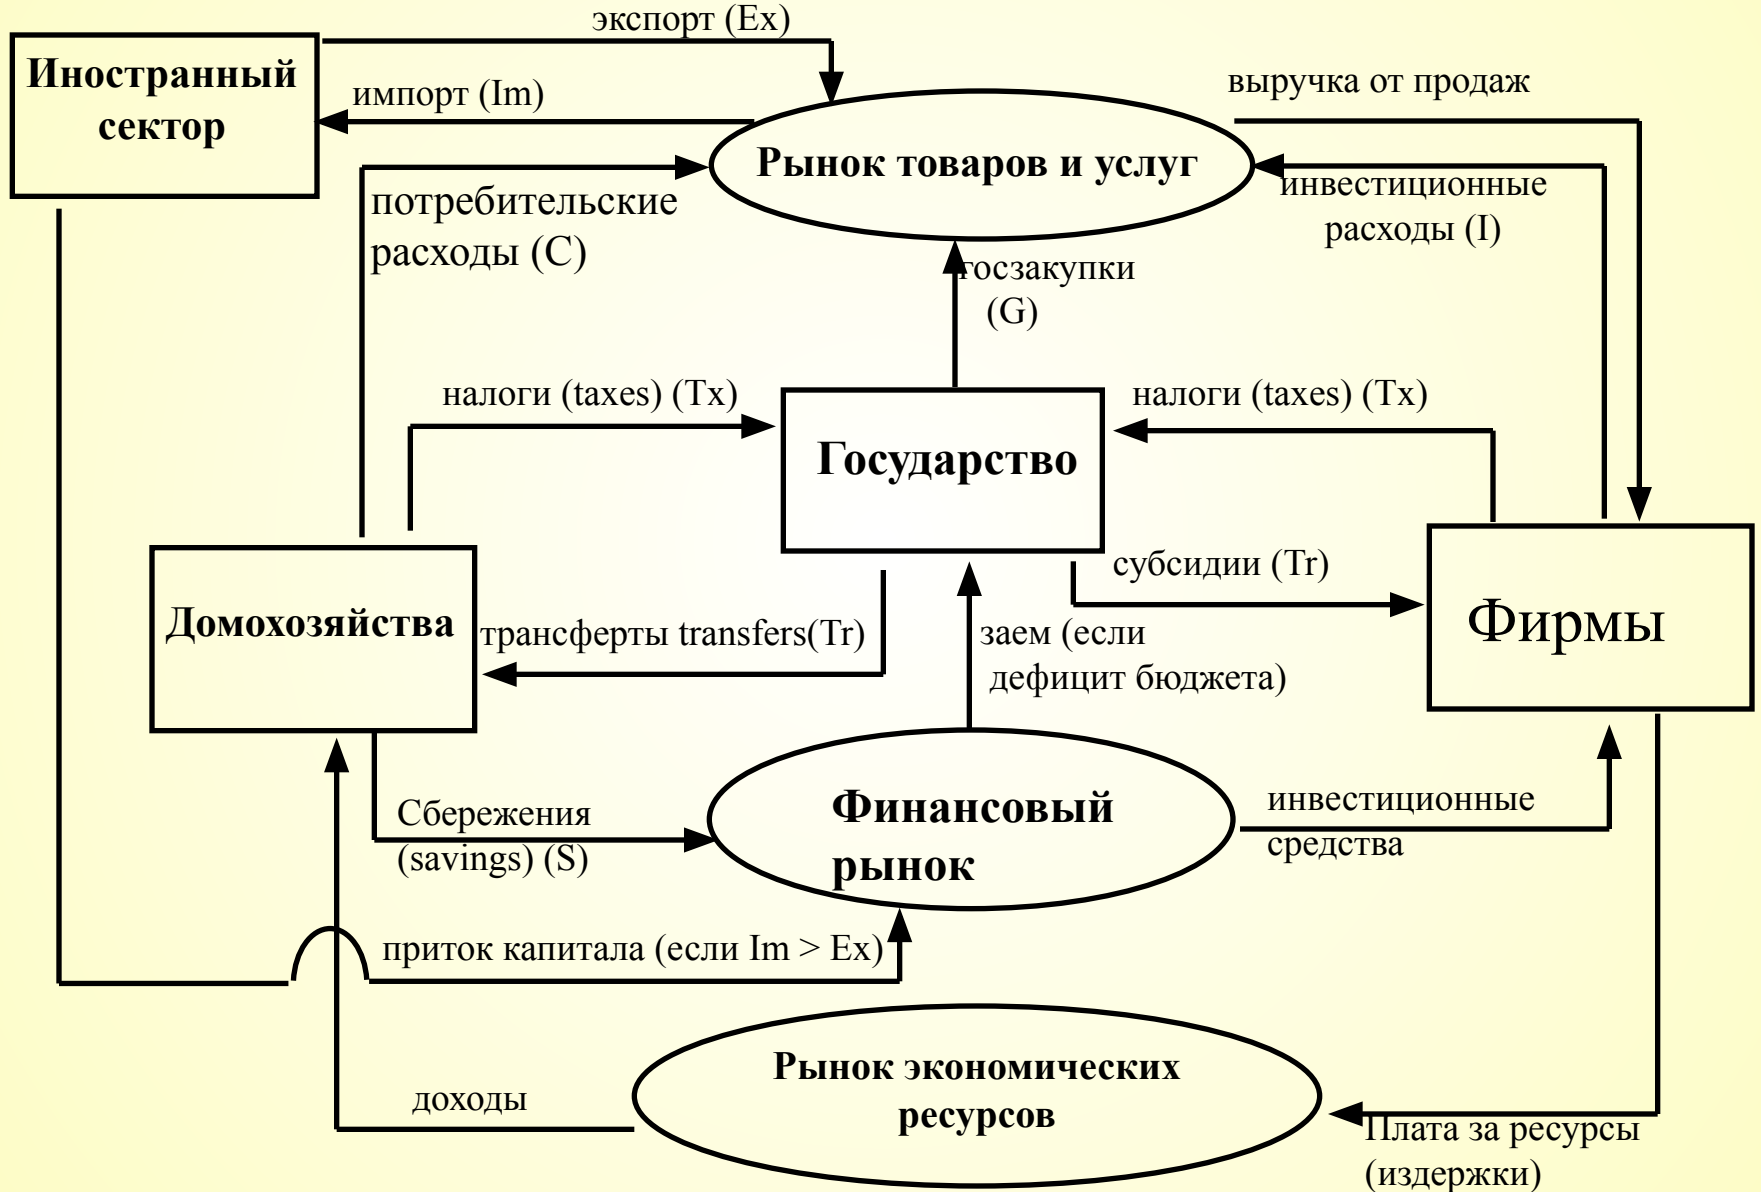 экспорт (Ex)
Иностранный
сектор
импорт (Im)
выручка от продаж
Рынок товаров и услуг
потребительские
расходы (C)
инвестиционные
расходы (I)
госзакупки
(G)
налоги (taxes) (Tx)
налоги (taxes) (Tx)
Государство
субсидии (Tr)
Домохозяйства
трансферты transfers(Tr)
заем (если
дефицит бюджета)
Фирмы
Сбережения
(savings) (S)
Финансовый
рынок
инвестиционные
средства
приток капитала (если Im > Ex)
Рынок экономических
ресурсов
доходы
Плата за ресурсы
(издержки)